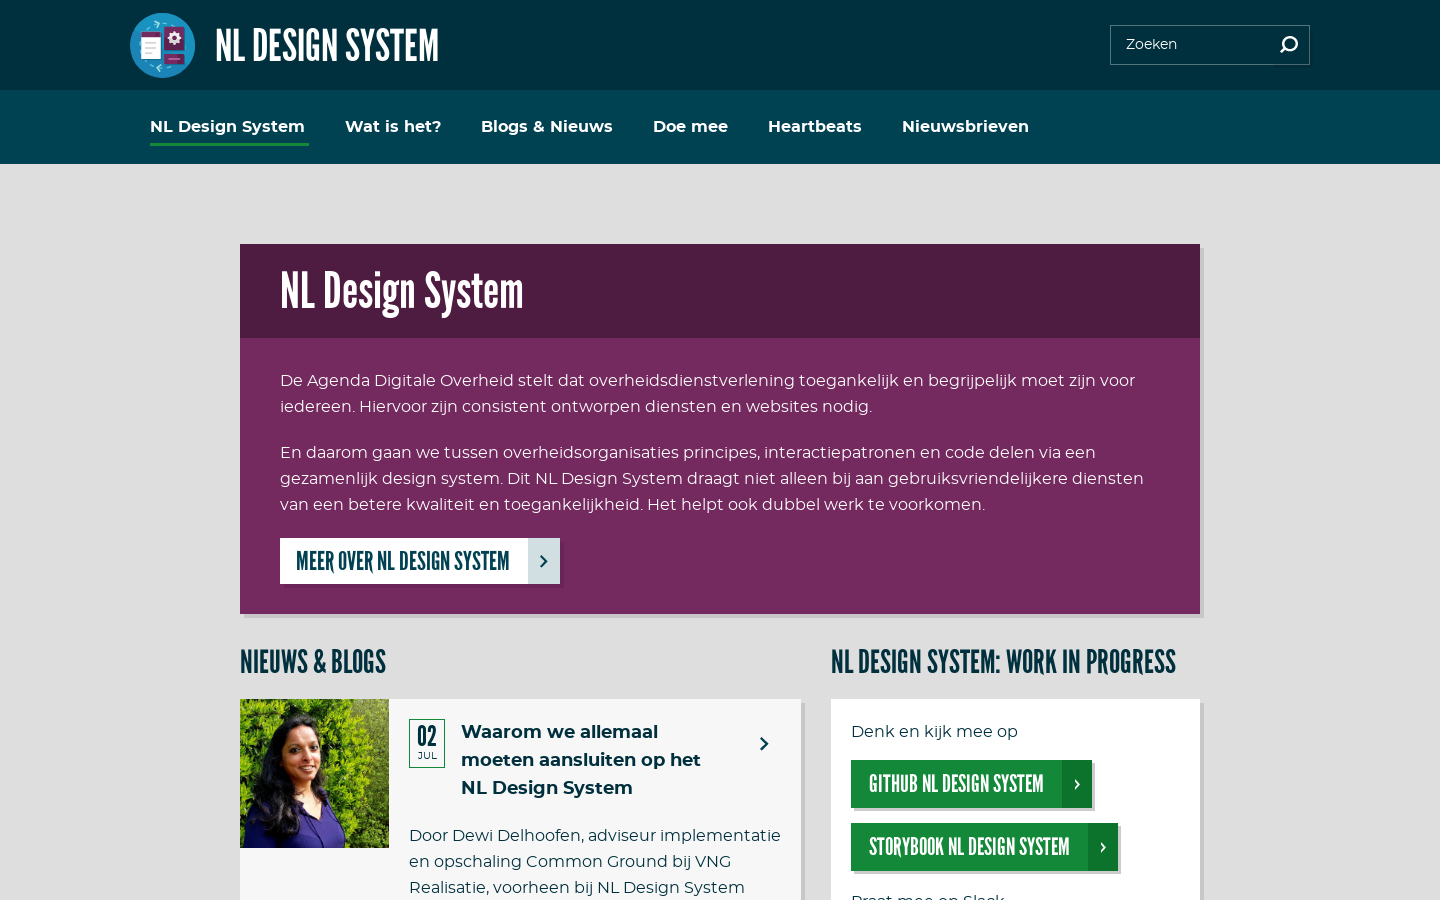 NL DESIGN SYSTEM
Zoeken
NL Design System
Wat is het?
Blogs & Nieuws
Doe mee
Heartbeats
Nieuwsbrieven
NL Design System
De Agenda Digitale Overheid stelt dat overheidsdienstverlening toegankelijk en begrijpelijk moet zijn voor
iedereen. Hiervoor zijn consistent ontworpen diensten en websites nodig.
En daarom gaan we tussen overheidsorganisaties principes, interactiepatronen en code delen via een
gezamenlijk design system. Dit NL Design System draagt niet alleen bij aan gebruiksvriendelijkere diensten
van een betere kwaliteit en toegankelijkheid. Het helpt ook dubbel werk te voorkomen.
MEER OVER NL DESIGN SYSTEM
NIEUWS & BLOGS
02
JUL
Waarom we allemaal
moeten aansluiten op het
NL Design System
Door Dewi Delhoofen, adviseur implementatie
en opschaling Common Ground bij VNG
Realisatie, voorheen bij NL Design System
NL DESIGN SYSTEM: WORK IN PROGRESS
Denk en kijk mee op
GITHUB NL DESIGN SYSTEM
STORYBOOK NL DESIGN SYSTEM
Praat mee op Slack